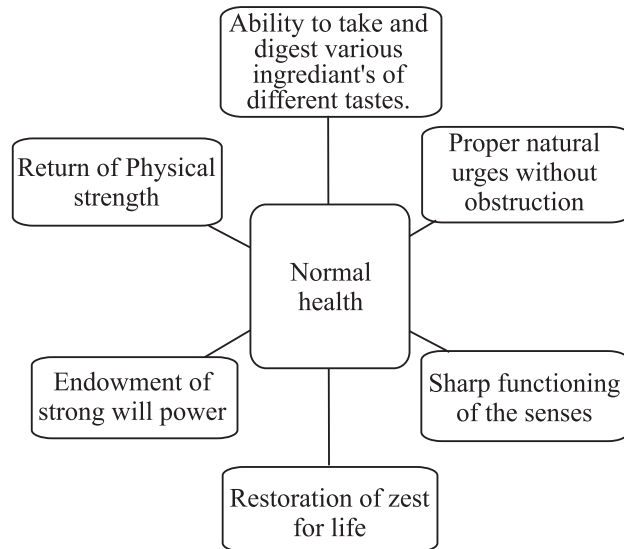 Ability to take and
digest various
ingrediant's of
different tastes.
Return of Physical
strength
Proper natural
urges without
obstruction
Normal
health
Endowment of
strong will power
Sharp functioning
of the senses
Restoration of zest
for life